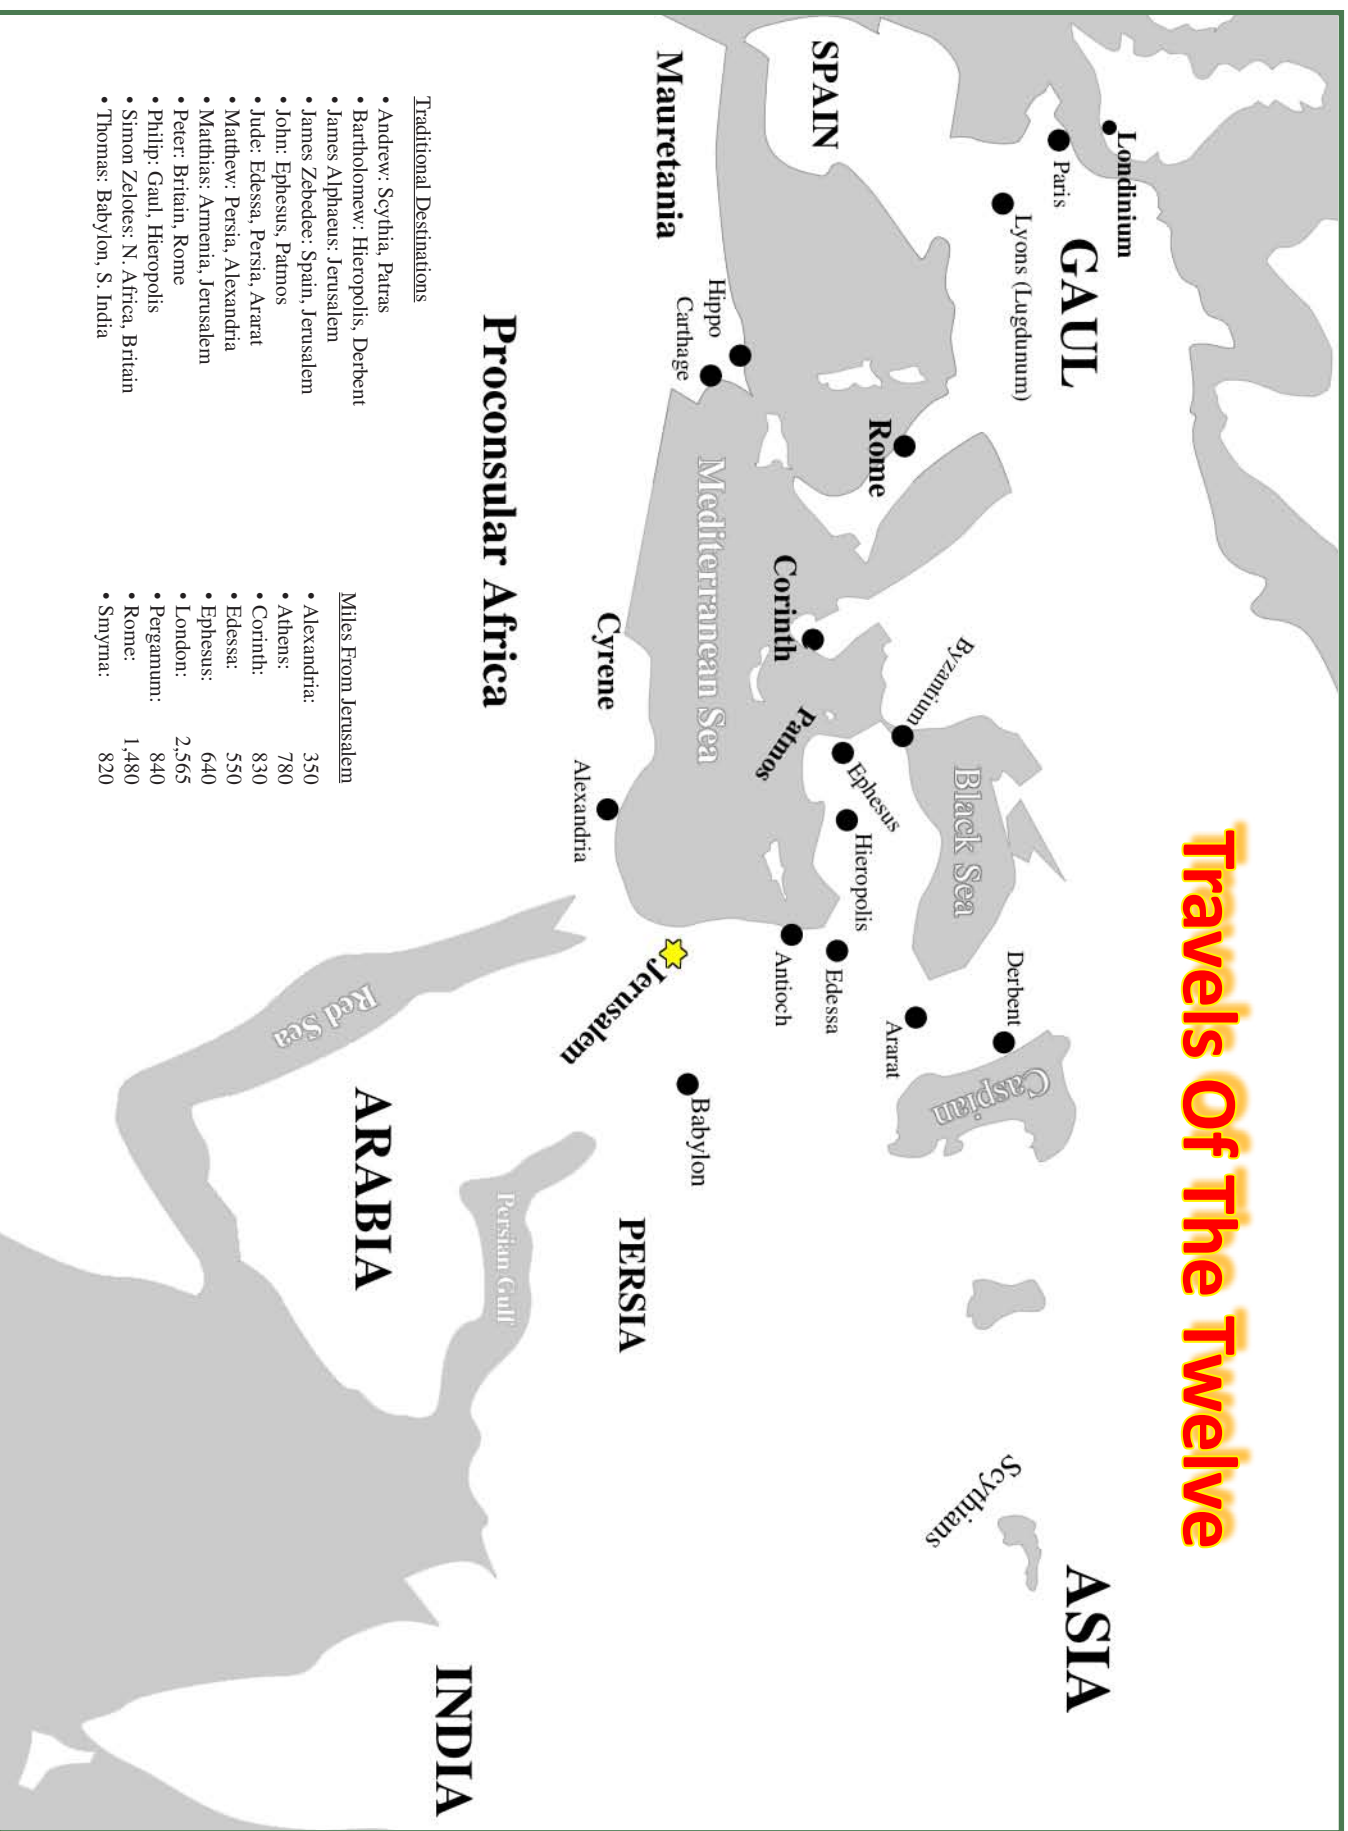 Travels Of The Twelve
Londinium
Paris
Lyons (Lugdunum)
GAUL
SPAIN
Mauretania
Hippo
Carthage
Rome
Mediterranean Sea
Corinth
Byzantium
Black Sea
Patmos
Ephesus
Hieropolis
Cyrene
Alexandria
Antioch
Edessa
Derbent
Ararat
Caspian
Jerusalem
Babylon
Red Sea
ARABIA
Persian Gulf
PERSIA
Scythians
ASIA
INDIA
Proconsular Africa
Traditional Destinations
• Andrew: Scythia, Patras
• Bartholomew: Hieropolis, Derbent
• James Alphaeus: Jerusalem
• James Zebedee: Spain, Jerusalem
• John: Ephesus, Patmos
• Jude: Edessa, Persia, Ararat
• Matthew: Persia, Alexandria
• Matthias: Armenia, Jerusalem
• Peter: Britain, Rome
• Philip: Gaul, Hieropolis
• Simon Zelotes: N. Africa, Britain
• Thomas: Babylon, S. India
Miles From Jerusalem
• Alexandria: 350
• Athens: 780
• Corinth: 830
• Edessa: 550
• Ephesus: 640
• London: 2,565
• Pergamum: 840
• Rome: 1,480
• Smyrna: 820